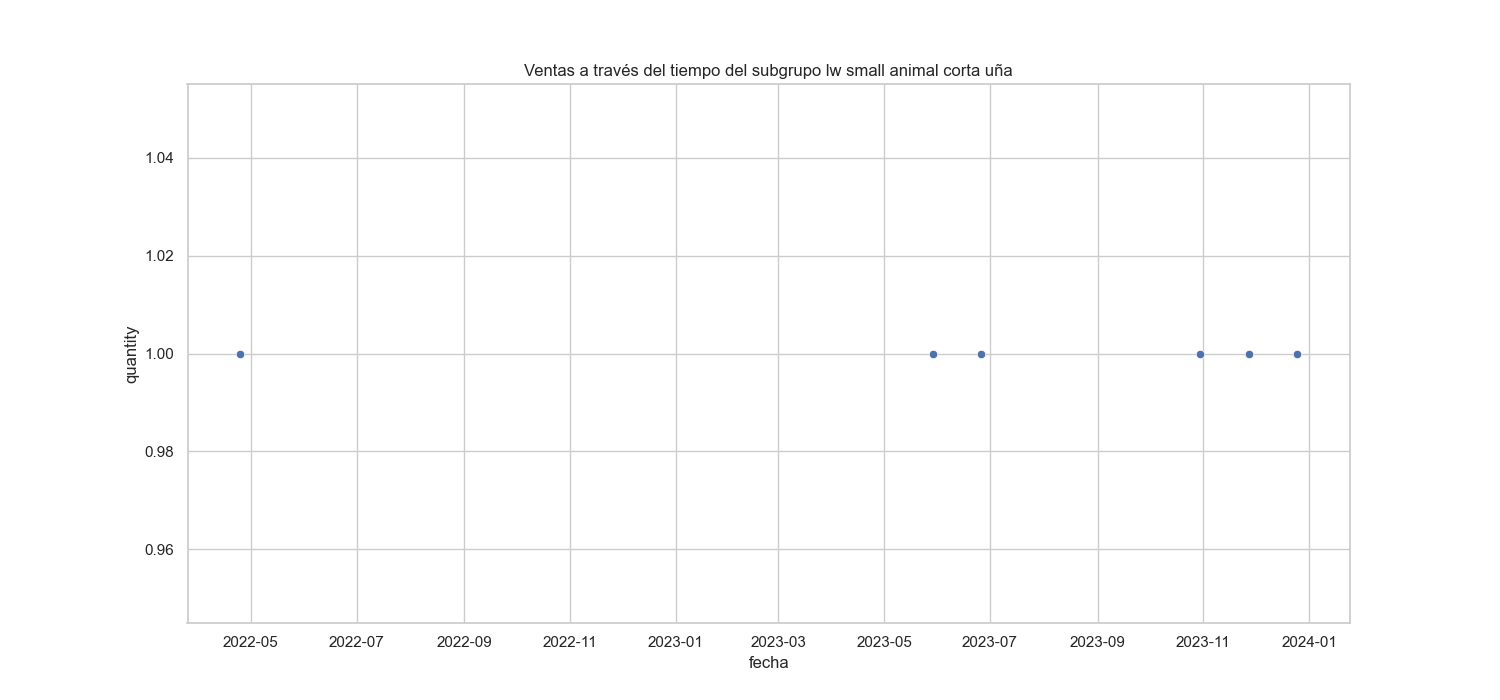 Ventas a través del tiempo del subgrupo lw small animal corta uña
1.04
1.02
1.00
0.98
0.96
quantity
2022-05 2022-07 2022-09 2022-11 2023-01 2023-03 2023-05 2023-07 2023-09 2023-11 2024-01
fecha